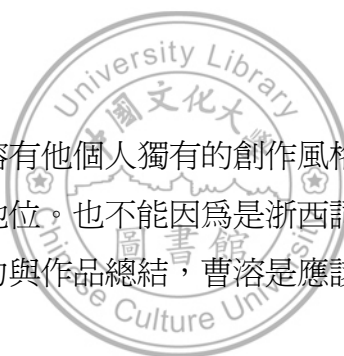 University Library
中國文化大學
溶有他個人獨有的創作風格
地位。也不能因為是浙西詞
圖書館
力與作品總結,曹溶是應該
Chinese Culture University